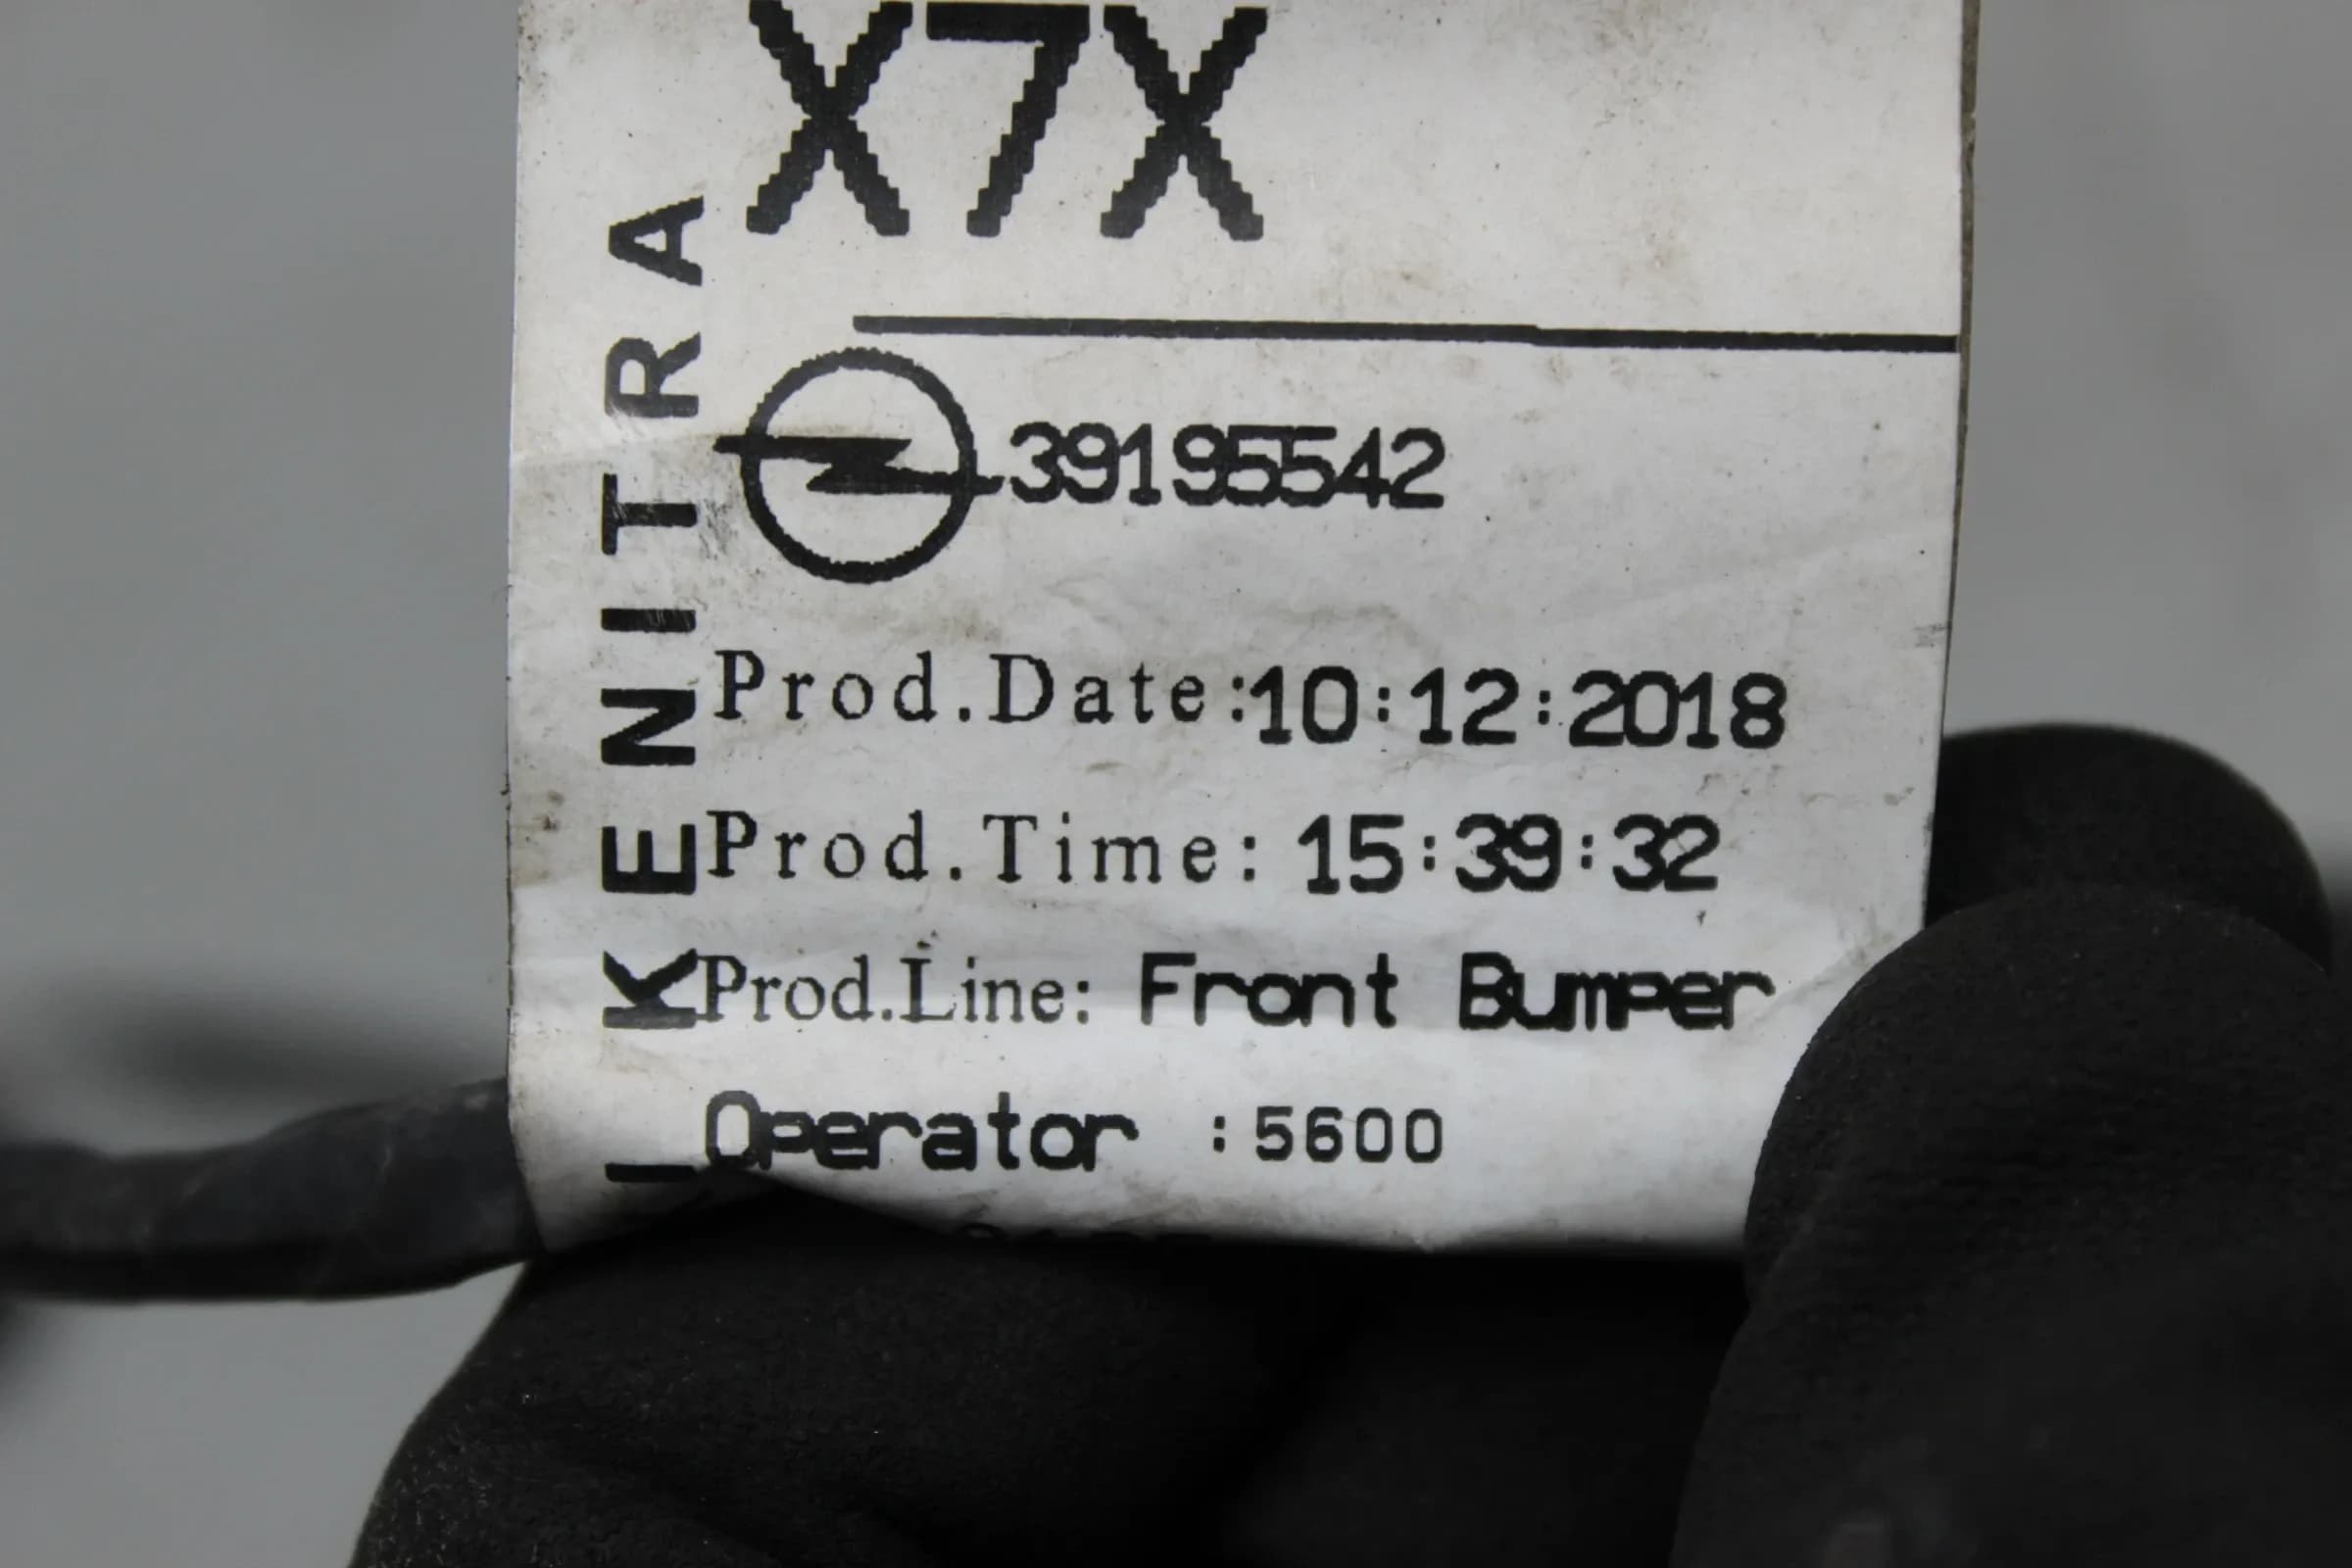 X7X
39195542
Prod.Date:10:12:2018
Prod.Time: 15:39:32
Prod.Line: Front Bumper
Operator :5600
KENITRA